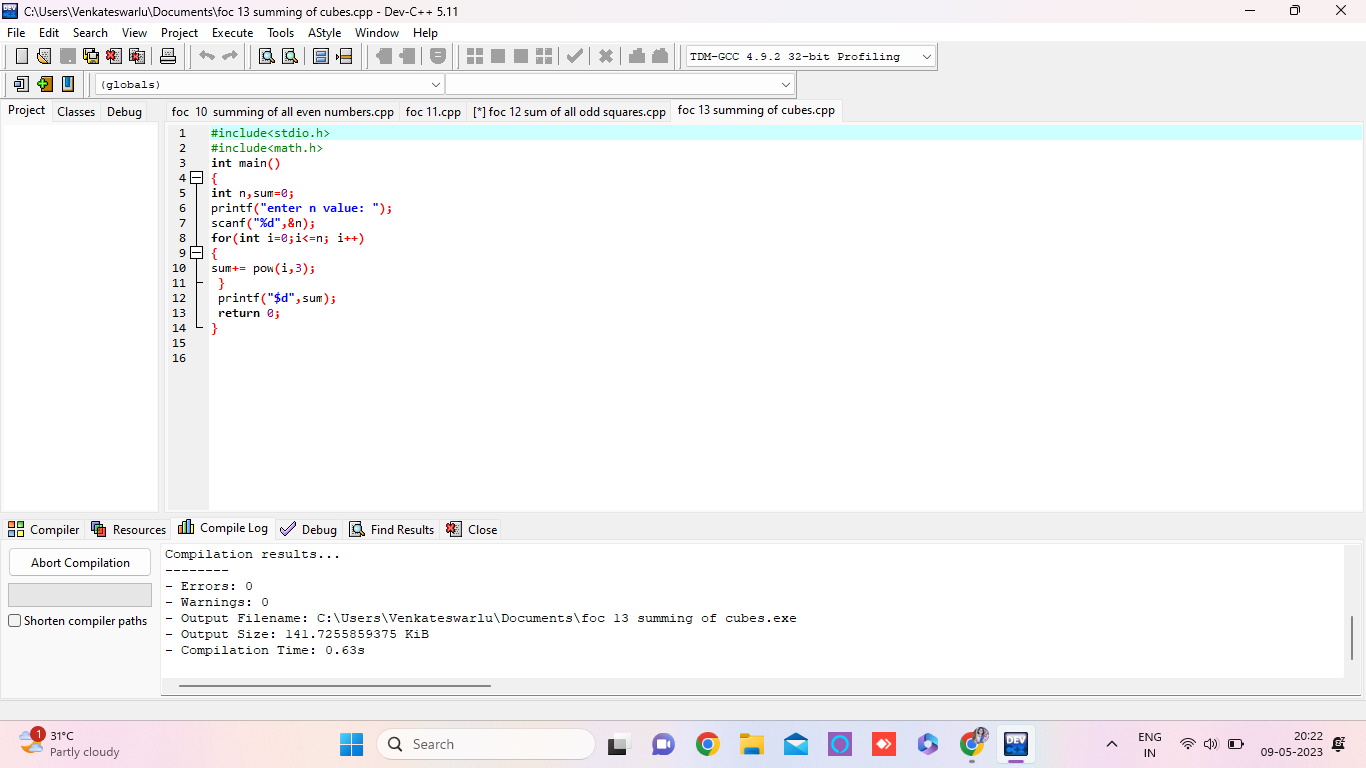 C:\Users\Venkateswarlu\Documents\foc 13 summing of cubes.cpp - Dev-C++ 5.11
File Edit Search View Project Execute Tools AStyle Window Help
TDM-GCC 4.9.2 32-bit Profiling
(globals)
Project Classes Debug foc 10 summing of all even numbers.cpp foc 11.cpp [*] foc 12 sum of all odd squares.cpp foc 13 summing of cubes.cpp
1 #include<stdio.h>
2 #include<math.h>
3 int main()
4 {
5 int n,sum=0;
6 printf("enter n value: ");
7 scanf("%d",&n);
8 for(int i=0;i<=n; i++)
9 {
10 sum+= pow(i,3);
11 }
12 printf("$d",sum);
13 return 0;
14 }
15
16
Compiler Resources Compile Log Debug Find Results Close
Abort Compilation
Shorten compiler paths
Compilation results...
--------
- Errors: 0
- Warnings: 0
- Output Filename: C:\Users\Venkateswarlu\Documents\foc 13 summing of cubes.exe
- Output Size: 141.7255859375 KiB
- Compilation Time: 0.63s
1
31°C
Partly cloudy
Search
DEV
ENG
IN
20:22
09-05-2023